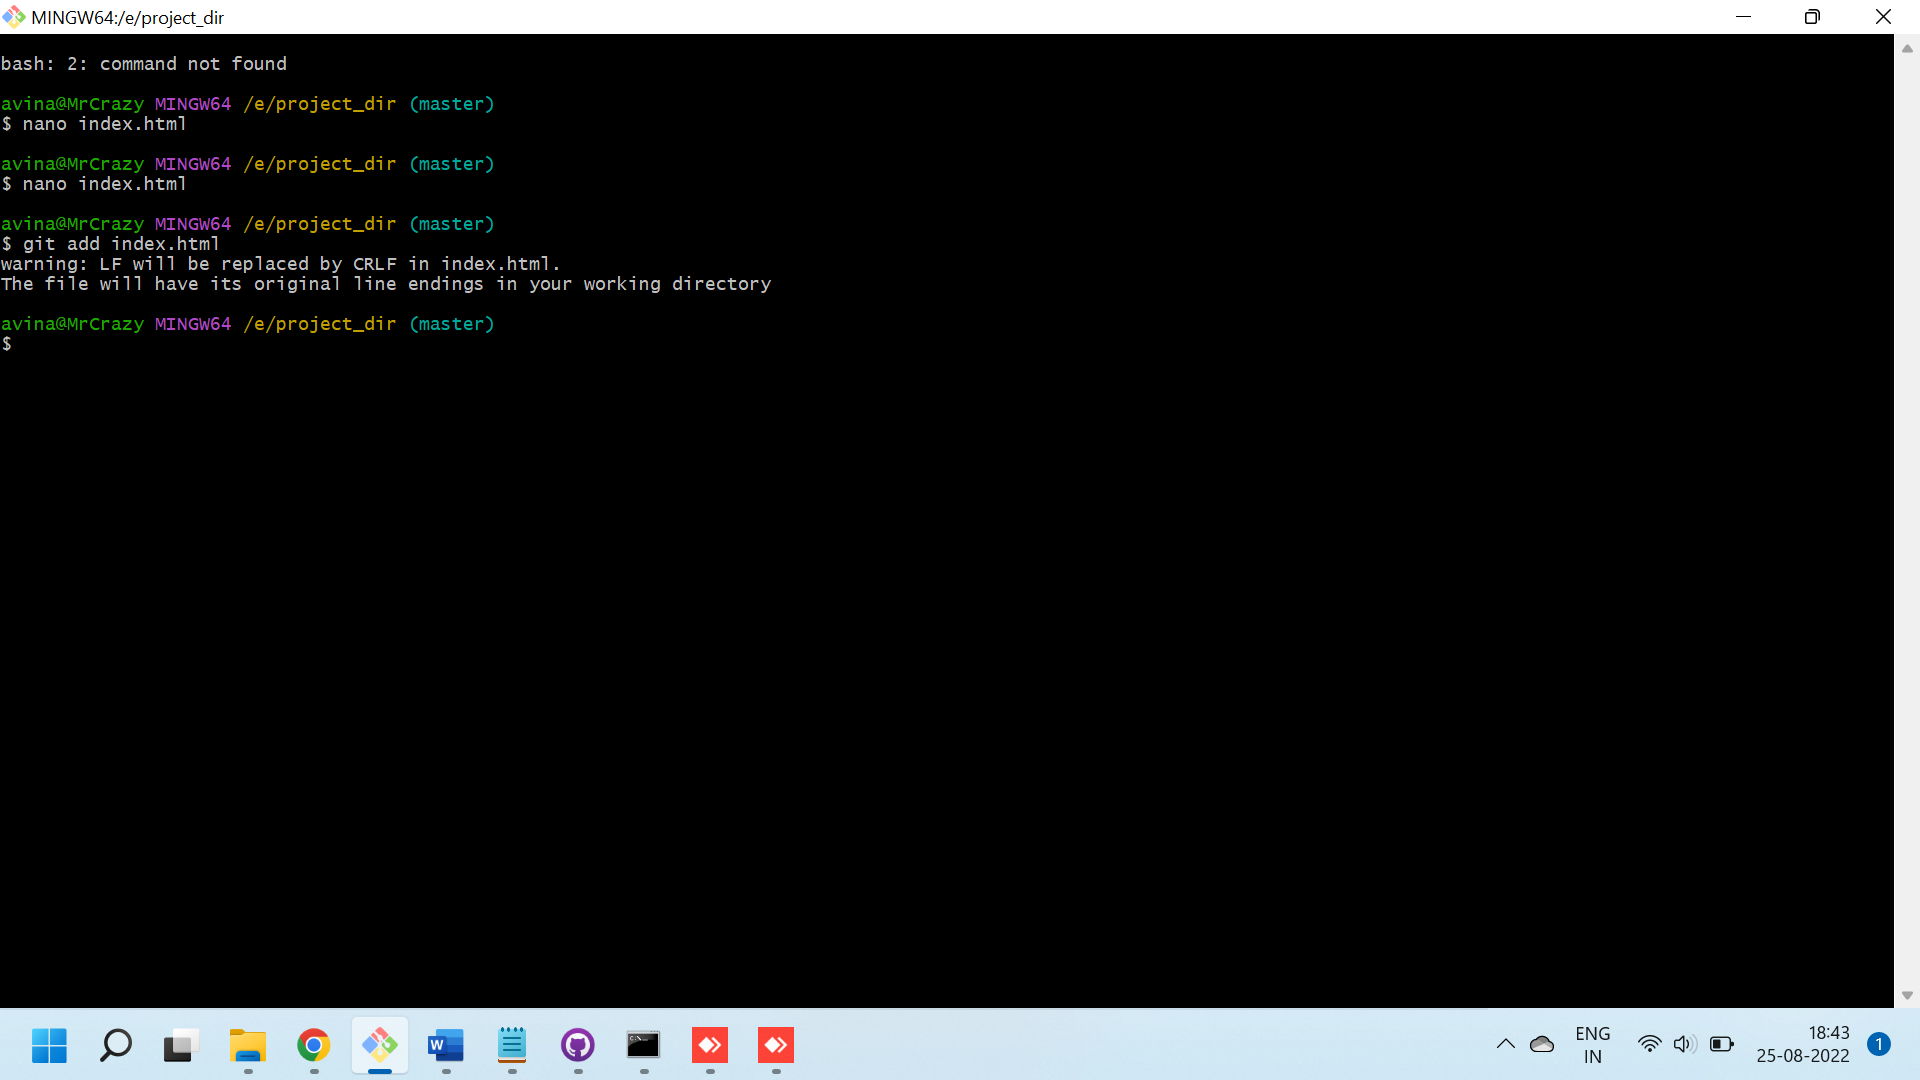 MINGW64:/e/project_dir
bash: 2: command not found
avina@MrCrazy MINGW64 /e/project_dir (master)
$ nano index.html
avina@MrCrazy MINGW64 /e/project_dir (master)
$ nano index.html
avina@MrCrazy MINGW64 /e/project_dir (master)
$ git add index.html
warning: LF will be replaced by CRLF in index.html.
The file will have its original line endings in your working directory
avina@MrCrazy MINGW64 /e/project_dir (master)
$
W
C:\_
ENG
IN
18:43
25-08-2022
1